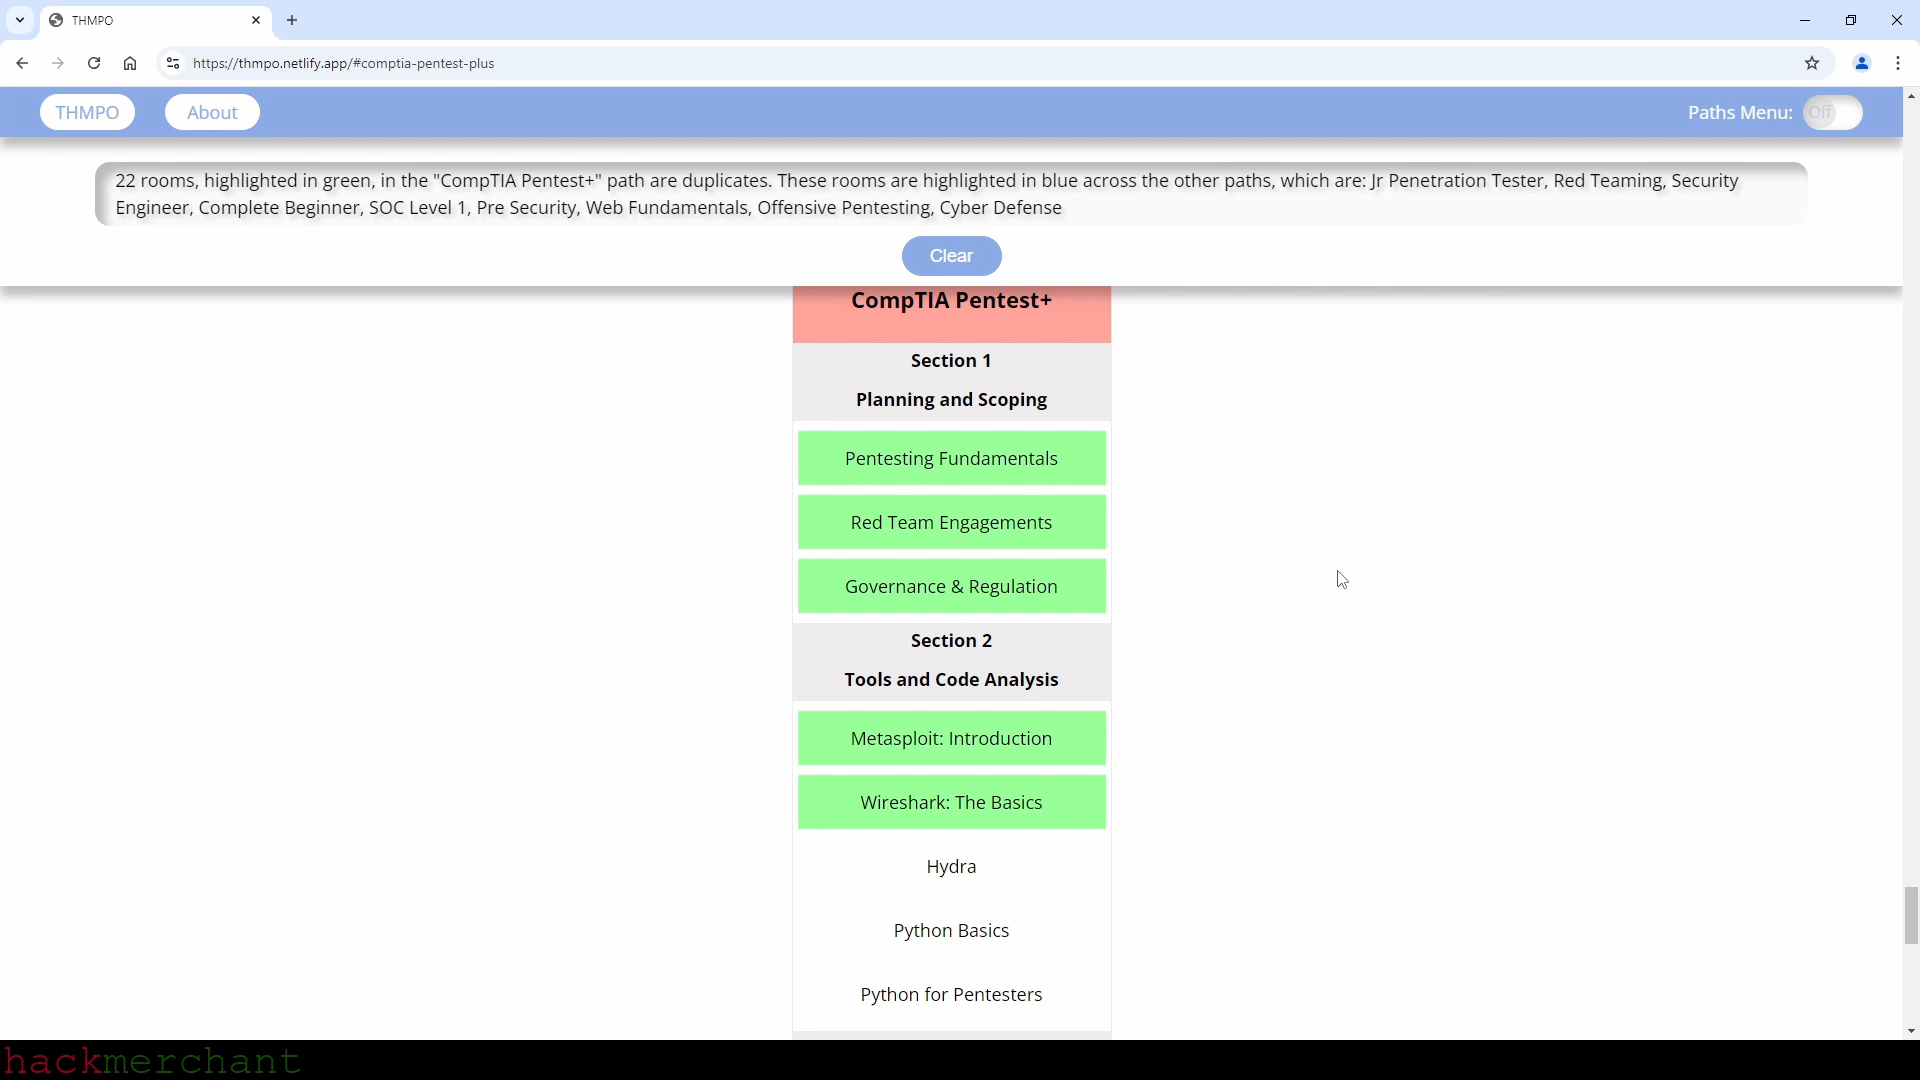 THMPO
https://thmpo.netlify.app/#comptia-pentest-plus
THMPO
About
Paths Menu:
Off
22 rooms, highlighted in green, in the "CompTIA Pentest+" path are duplicates. These rooms are highlighted in blue across the other paths, which are: Jr Penetration Tester, Red Teaming, Security
Engineer, Complete Beginner, SOC Level 1, Pre Security, Web Fundamentals, Offensive Pentesting, Cyber Defense
Clear
CompTIA Pentest+
Section 1
Planning and Scoping
Pentesting Fundamentals
Red Team Engagements
Governance & Regulation
Section 2
Tools and Code Analysis
Metasploit: Introduction
Wireshark: The Basics
Hydra
Python Basics
Python for Pentesters
hackmerchant